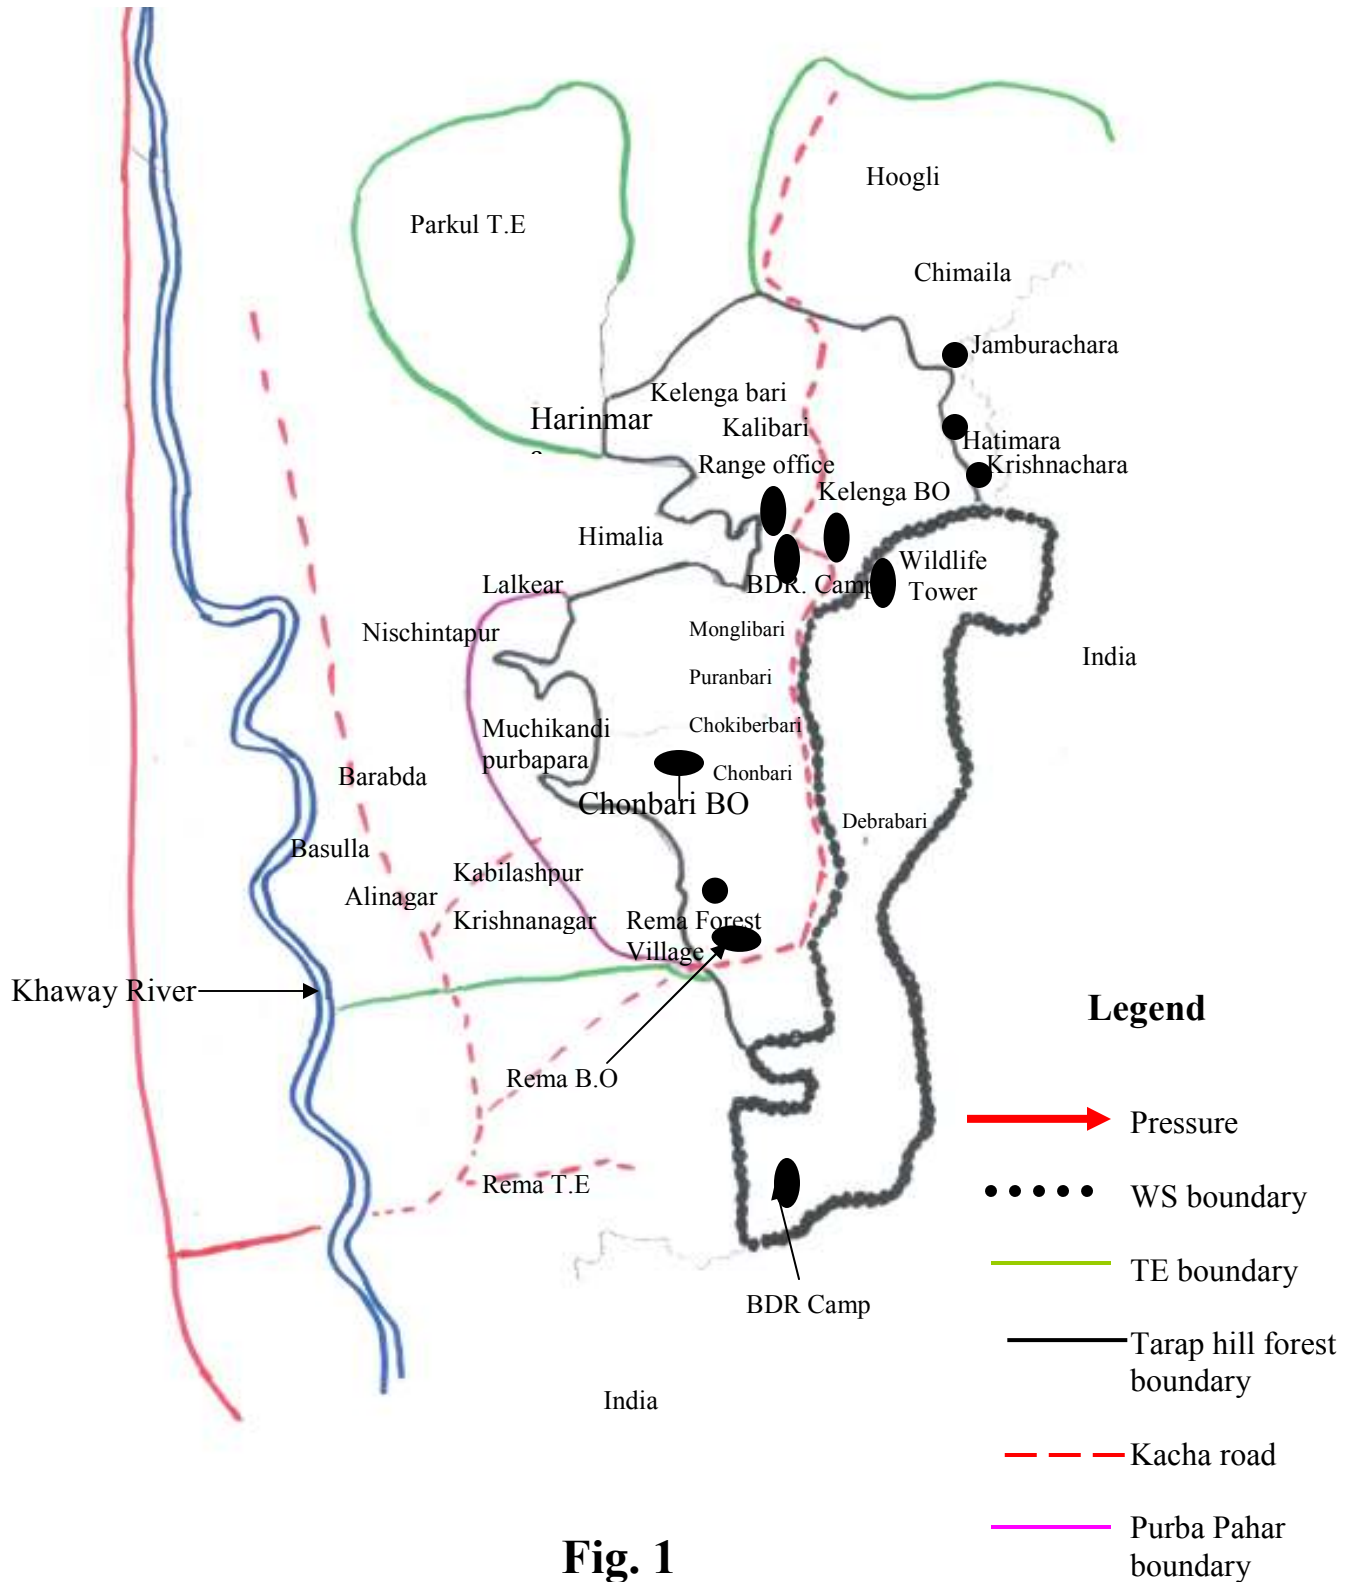 Hoogli
Parkul T.E
Chimaila
Jamburachara
Kelenga bari
Harinmar
Kalibari
Hatimara
Range office
Krishnachara
Kelenga BO
Himalia
Wildlife
Tower
Lalkear
BDR. Camp
Nischintapur
Monglibari
India
Puranbari
Muchikandi
purbapara
Chokiberbari
Barabda
Chonbari
Chonbari BO
Debrabari
Basulla
Kabilashpur
Alinagar
Krishnanagar
Rema Forest
Village
Khaway River
Legend
Rema B.O
Pressure
Rema T.E
WS boundary
TE boundary
BDR Camp
Tarap hill forest
boundary
India
Kacha road
Purba Pahar
boundary
Fig. 1